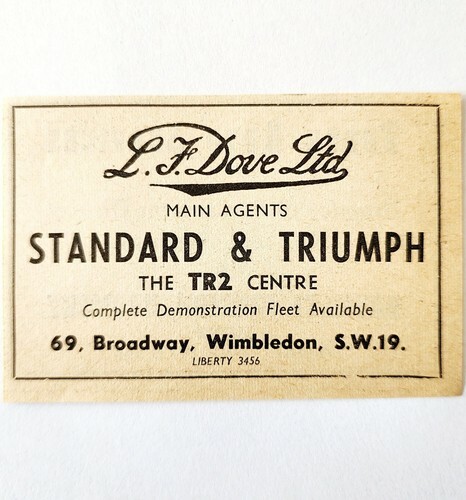 L. F. Dove Ltd
MAIN AGENTS
STANDARD & TRIUMPH
THE TR2 CENTRE
Complete Demonstration Fleet Available
69, Broadway, Wimbledon, S.W.19.
LIBERTY 3456